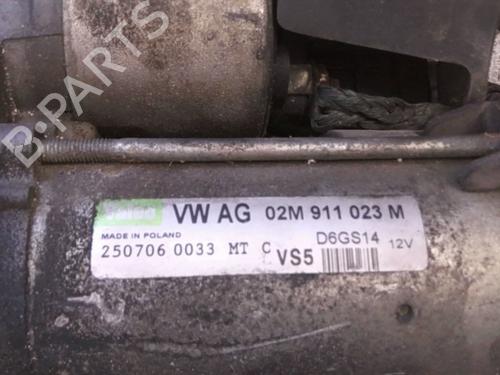 B-PARTS
Valeo VW AG 02M 911 023 M
MADE IN POLAND
D6GS14 12V
250706 0033 MT C VS5